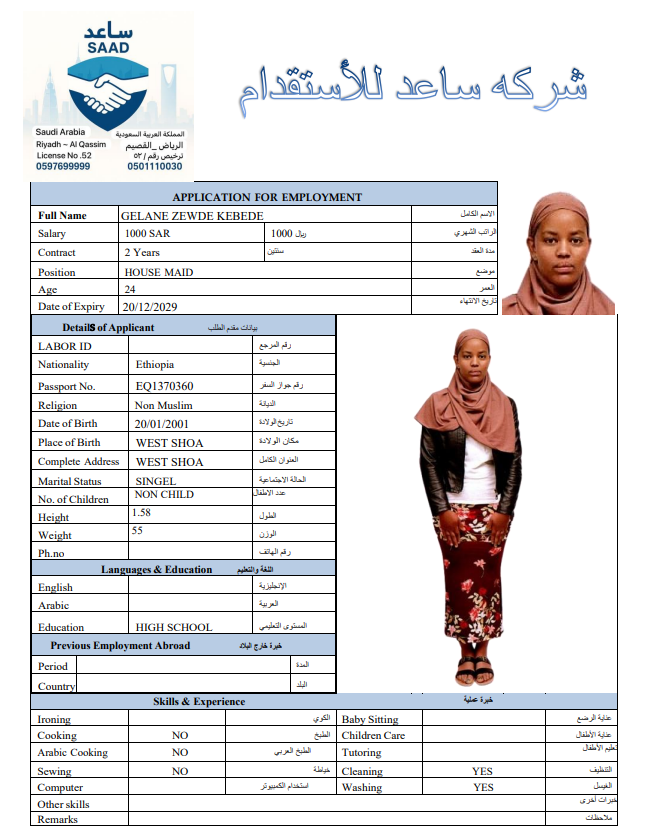 ساعد
SAAD
شركه ساعد للأستقدام
Saudi Arabia المملكة العربية السعودية
Riyadh ~ Al Qassim الرياض _القصيم
License No .52 ترخيص رقم/ ٥٢
0597699999 0501110030
APPLICATION FOR EMPLOYMENT
Full Name GELANE ZEWDE KEBEDE الاسم الكامل
Salary 1000 SAR 1000 ريال الراتب الشهري
Contract 2 Years سنتين مدة العقد
Position HOUSE MAID موضع
Age 24 العمر
Date of Expiry 20/12/2029 تاريخ الانتهاء
Details of Applicant بيانات مقدم الطلب
LABOR ID رقم المرجع
Nationality Ethiopia الجنسية
Passport No. EQ1370360 رقم جواز السفر
Religion Non Muslim الديانة
Date of Birth 20/01/2001 تاريخ الولادة
Place of Birth WEST SHOA مكان الولادة
Complete Address WEST SHOA العنوان الكامل
Marital Status SINGEL الحالة الاجتماعية
No. of Children NON CHILD عدد الاطفال
Height 1.58 الطول
Weight 55 الوزن
Ph.no رقم الهاتف
Languages & Education اللغة والتعليم
English الإنجليزية
Arabic العربية
Education HIGH SCHOOL المستوى التعليمي
Previous Employment Abroad خبرة خارج البلاد
Period المدة
Country البلد
Skills & Experience خبرة عملية
Ironing الكوي Baby Sitting عناية الرضع
Cooking NO الطبخ Children Care عناية الأطفال
Arabic Cooking NO الطبخ العربي Tutoring تعليم الأطفال
Sewing NO خياطة Cleaning YES التنظيف
Computer استخدام الكمبيوتر Washing YES الغيسل
Other skills خبرات أخرى
Remarks ملاحظات